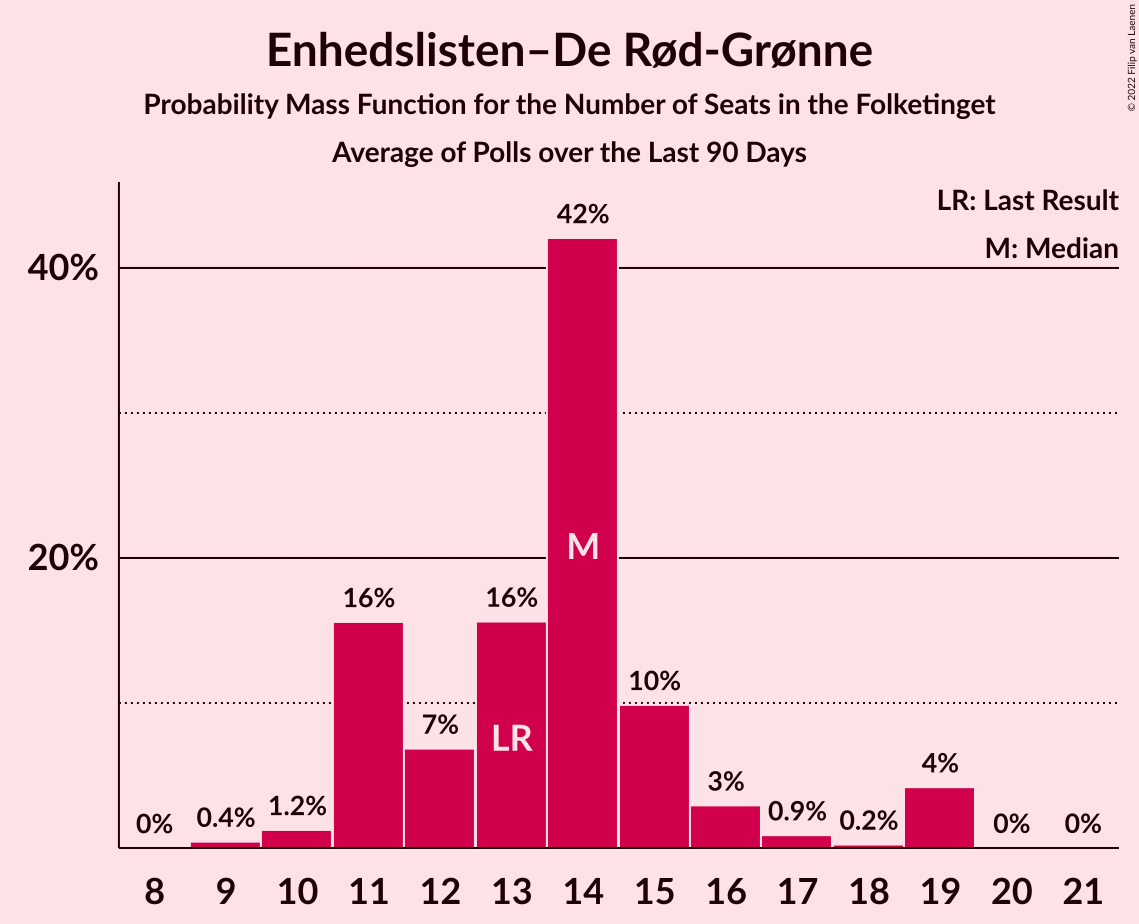 Enhedslisten–De Rød-Grønne
Probability Mass Function for the Number of Seats in the Folketinget
Average of Polls over the Last 90 Days
© 2022 Filip van Laenen
LR: Last Result
M: Median
40%
20%
0%
0.4%
1.2%
16%
7%
16%
42%
10%
3%
0.9%
0.2%
4%
0%
0%
M
LR
8 9 10 11 12 13 14 15 16 17 18 19 20 21